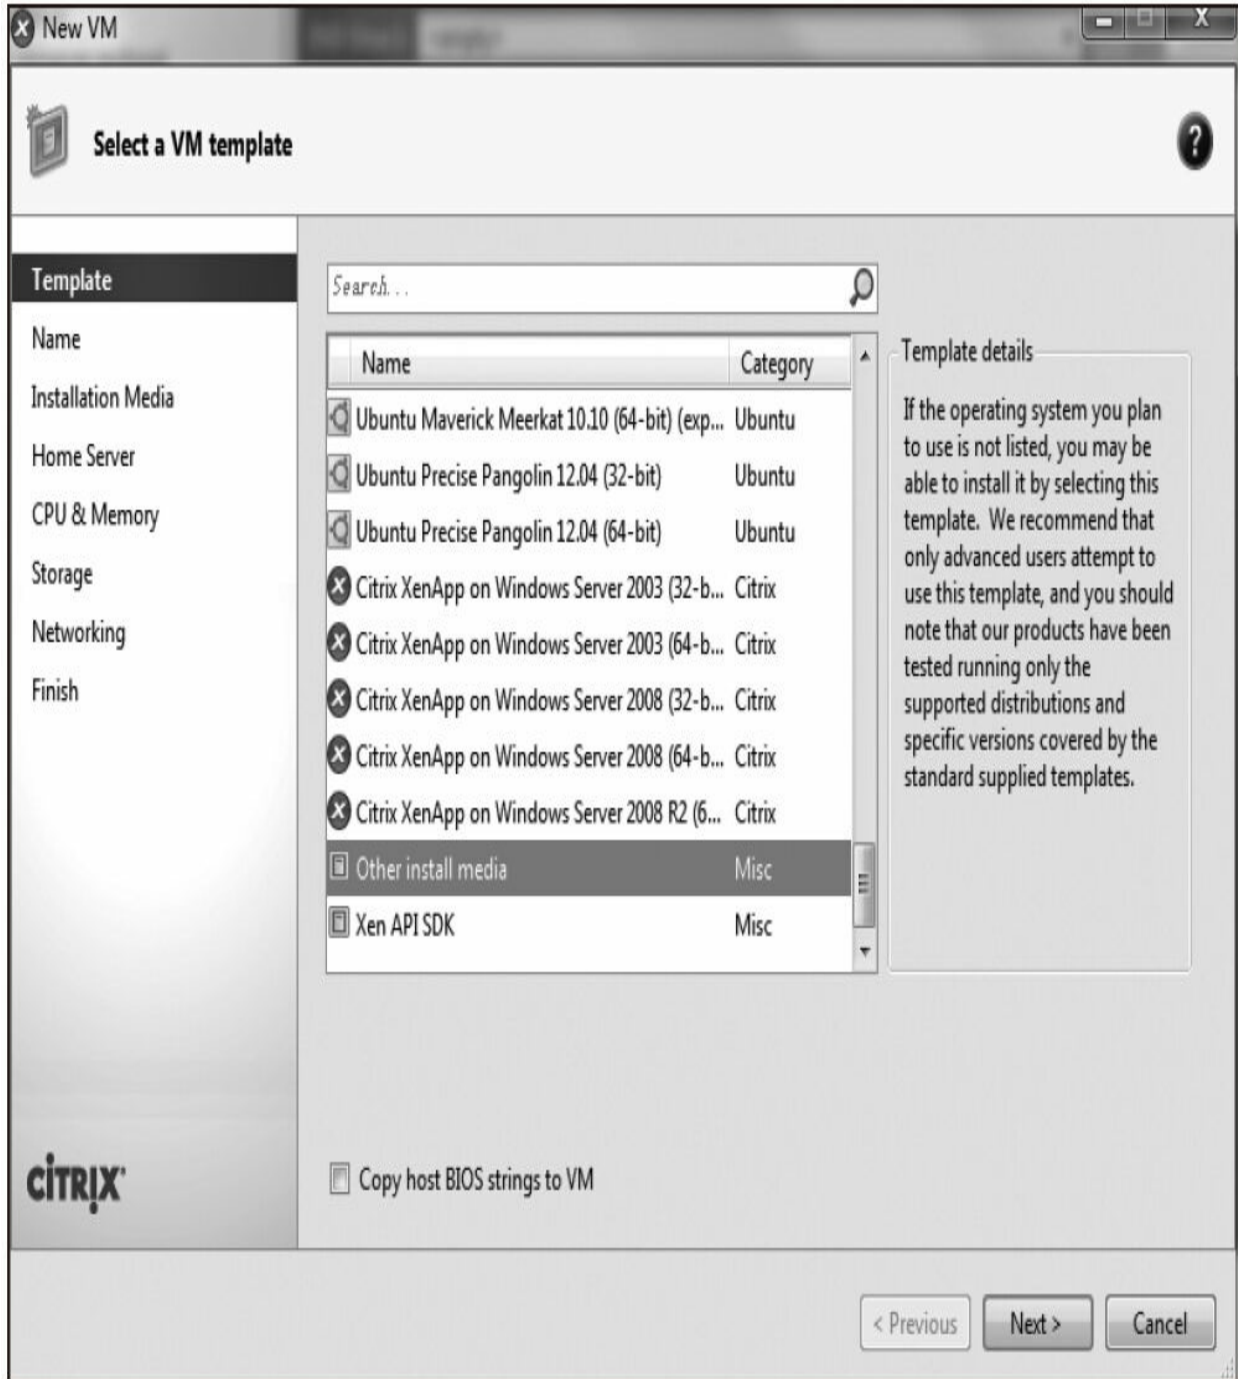 New VM
Select a VM template
Template
Name
Installation Media
Home Server
CPU & Memory
Storage
Networking
Finish
Search...
Name Category
Ubuntu Maverick Meerkat 10.10 (64-bit) (exp... Ubuntu
Ubuntu Precise Pangolin 12.04 (32-bit) Ubuntu
Ubuntu Precise Pangolin 12.04 (64-bit) Ubuntu
Citrix XenApp on Windows Server 2003 (32-b... Citrix
Citrix XenApp on Windows Server 2003 (64-b... Citrix
Citrix XenApp on Windows Server 2008 (32-b... Citrix
Citrix XenApp on Windows Server 2008 (64-b... Citrix
Citrix XenApp on Windows Server 2008 R2 (6... Citrix
Other install media Misc
Xen API SDK Misc
Template details
If the operating system you plan
to use is not listed, you may be
able to install it by selecting this
template. We recommend that
only advanced users attempt to
use this template, and you should
note that our products have been
tested running only the
supported distributions and
specific versions covered by the
standard supplied templates.
Copy host BIOS strings to VM
CITRIX
< Previous Next > Cancel